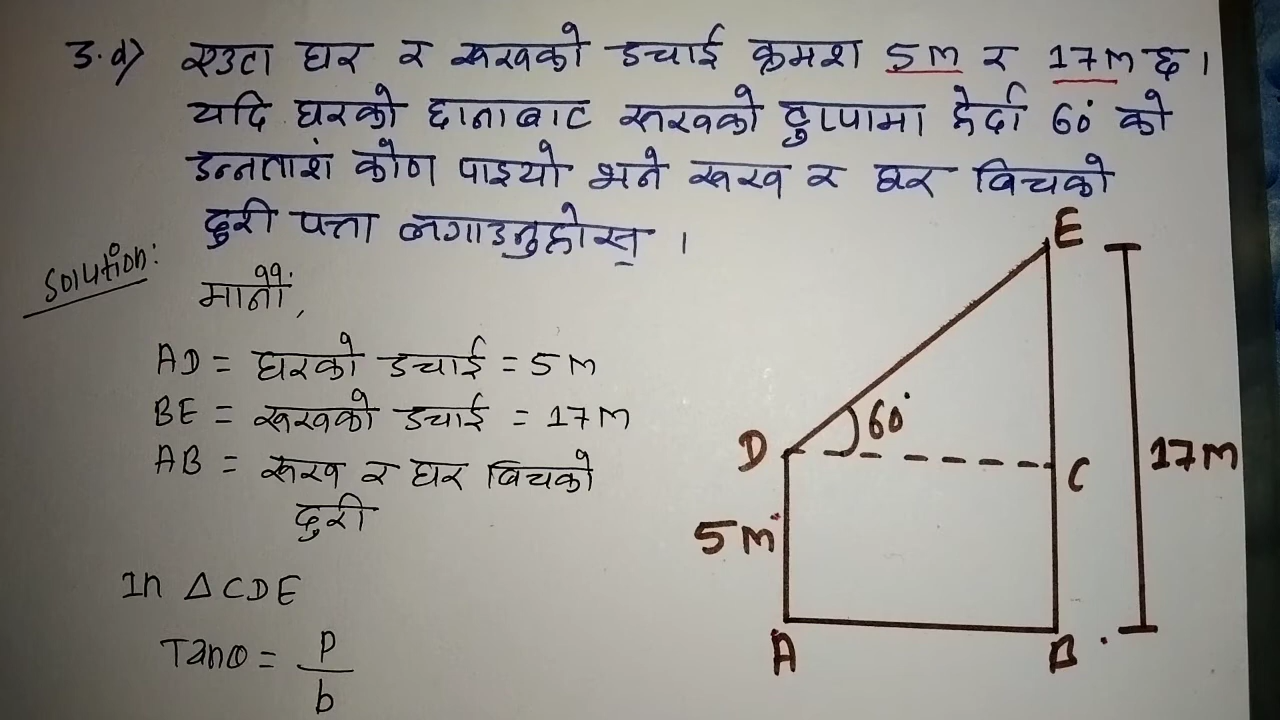 3.d) एउटा घर र रूखको उचाई क्रमश 5m र 17m छ।
यदि घरको छानाबाट रूखको टुप्पामा हेर्दा 60° को
उन्नतांश कोण पाइयो भने रूख र घर बिचको
दुरी पत्ता लगाउनुहोस्।
Solution:
मानौं,
AD = घरको उचाई = 5m
BE = रूखको उचाई = 17m
AB = रूख र घर बिचको
दुरी
In ΔCDE
Tanθ = p
b
E
60°
D
C
17m
5m
A
B